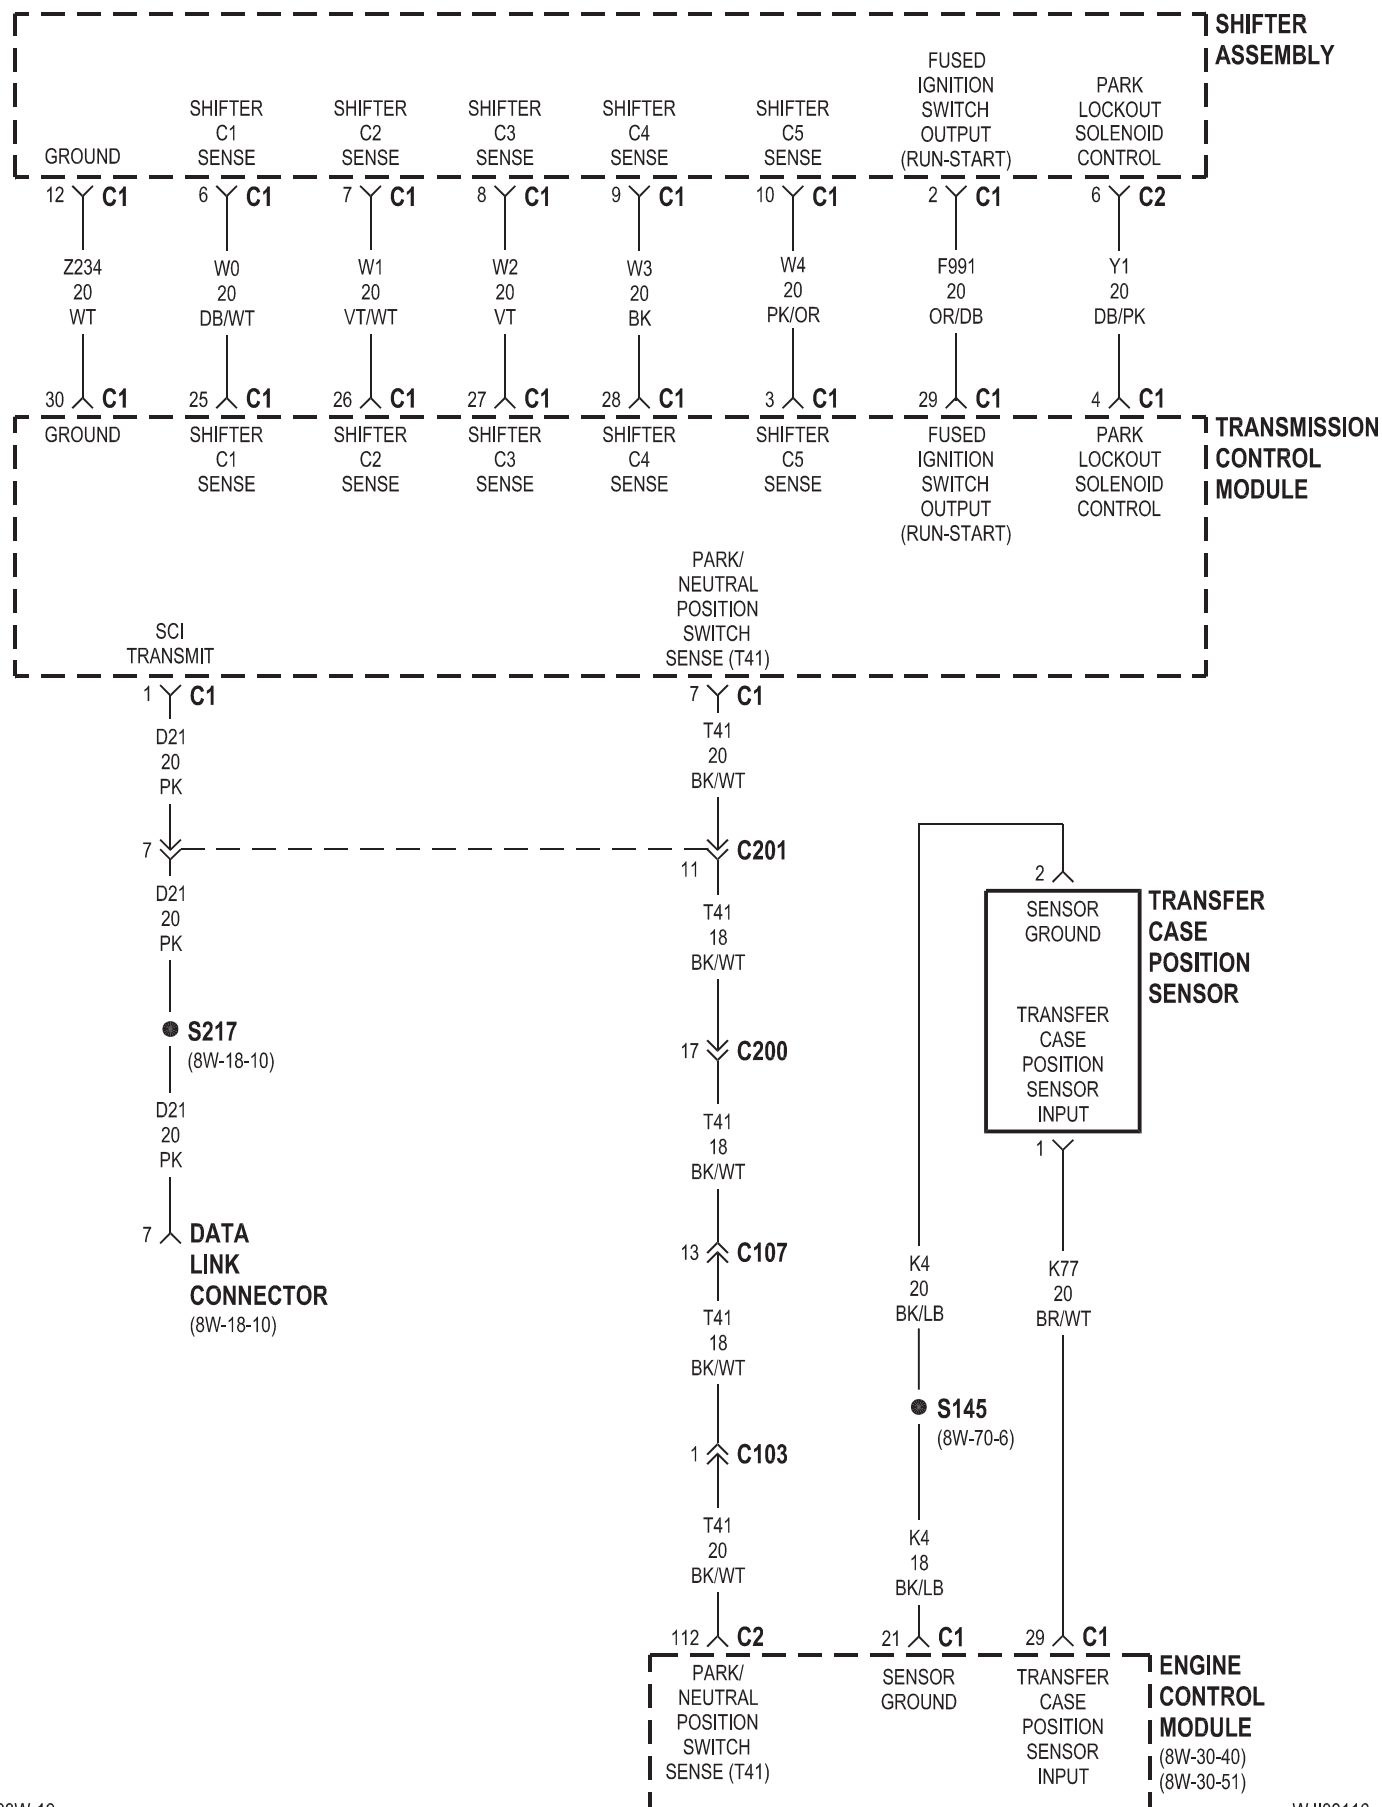 SHIFTER
ASSEMBLY
GROUND
SHIFTER
C1
SENSE
SHIFTER
C2
SENSE
SHIFTER
C3
SENSE
SHIFTER
C4
SENSE
SHIFTER
C5
SENSE
FUSED
IGNITION
SWITCH
OUTPUT
(RUN-START)
PARK
LOCKOUT
SOLENOID
CONTROL
12 C1
6 C1
7 C1
8 C1
9 C1
10 C1
2 C1
6 C2
Z234
20
WT
W0
20
DB/WT
W1
20
VT/WT
W2
20
VT
W3
20
BK
W4
20
PK/OR
F991
20
OR/DB
Y1
20
DB/PK
30 C1
25 C1
26 C1
27 C1
28 C1
3 C1
29 C1
4 C1
TRANSMISSION
CONTROL
MODULE
GROUND
SHIFTER
C1
SENSE
SHIFTER
C2
SENSE
SHIFTER
C3
SENSE
SHIFTER
C4
SENSE
SHIFTER
C5
SENSE
FUSED
IGNITION
SWITCH
OUTPUT
(RUN-START)
PARK
LOCKOUT
SOLENOID
CONTROL
SCI
TRANSMIT
PARK/
NEUTRAL
POSITION
SWITCH
SENSE (T41)
1 C1
D21
20
PK
7
D21
20
PK
S217
(8W-18-10)
D21
20
PK
7 DATA
LINK
CONNECTOR
(8W-18-10)
7 C1
T41
20
BK/WT
C201
11
T41
18
BK/WT
17 C200
T41
18
BK/WT
13 C107
T41
18
BK/WT
1 C103
T41
20
BK/WT
112 C2
2
SENSOR
GROUND
TRANSFER
CASE
POSITION
SENSOR
INPUT
TRANSFER
CASE
POSITION
SENSOR
1
K4
20
BK/LB
K77
20
BR/WT
S145
(8W-70-6)
K4
18
BK/LB
21 C1
29 C1
PARK/
NEUTRAL
POSITION
SWITCH
SENSE (T41)
SENSOR
GROUND
TRANSFER
CASE
POSITION
SENSOR
INPUT
ENGINE
CONTROL
MODULE
(8W-30-40)
(8W-30-51)